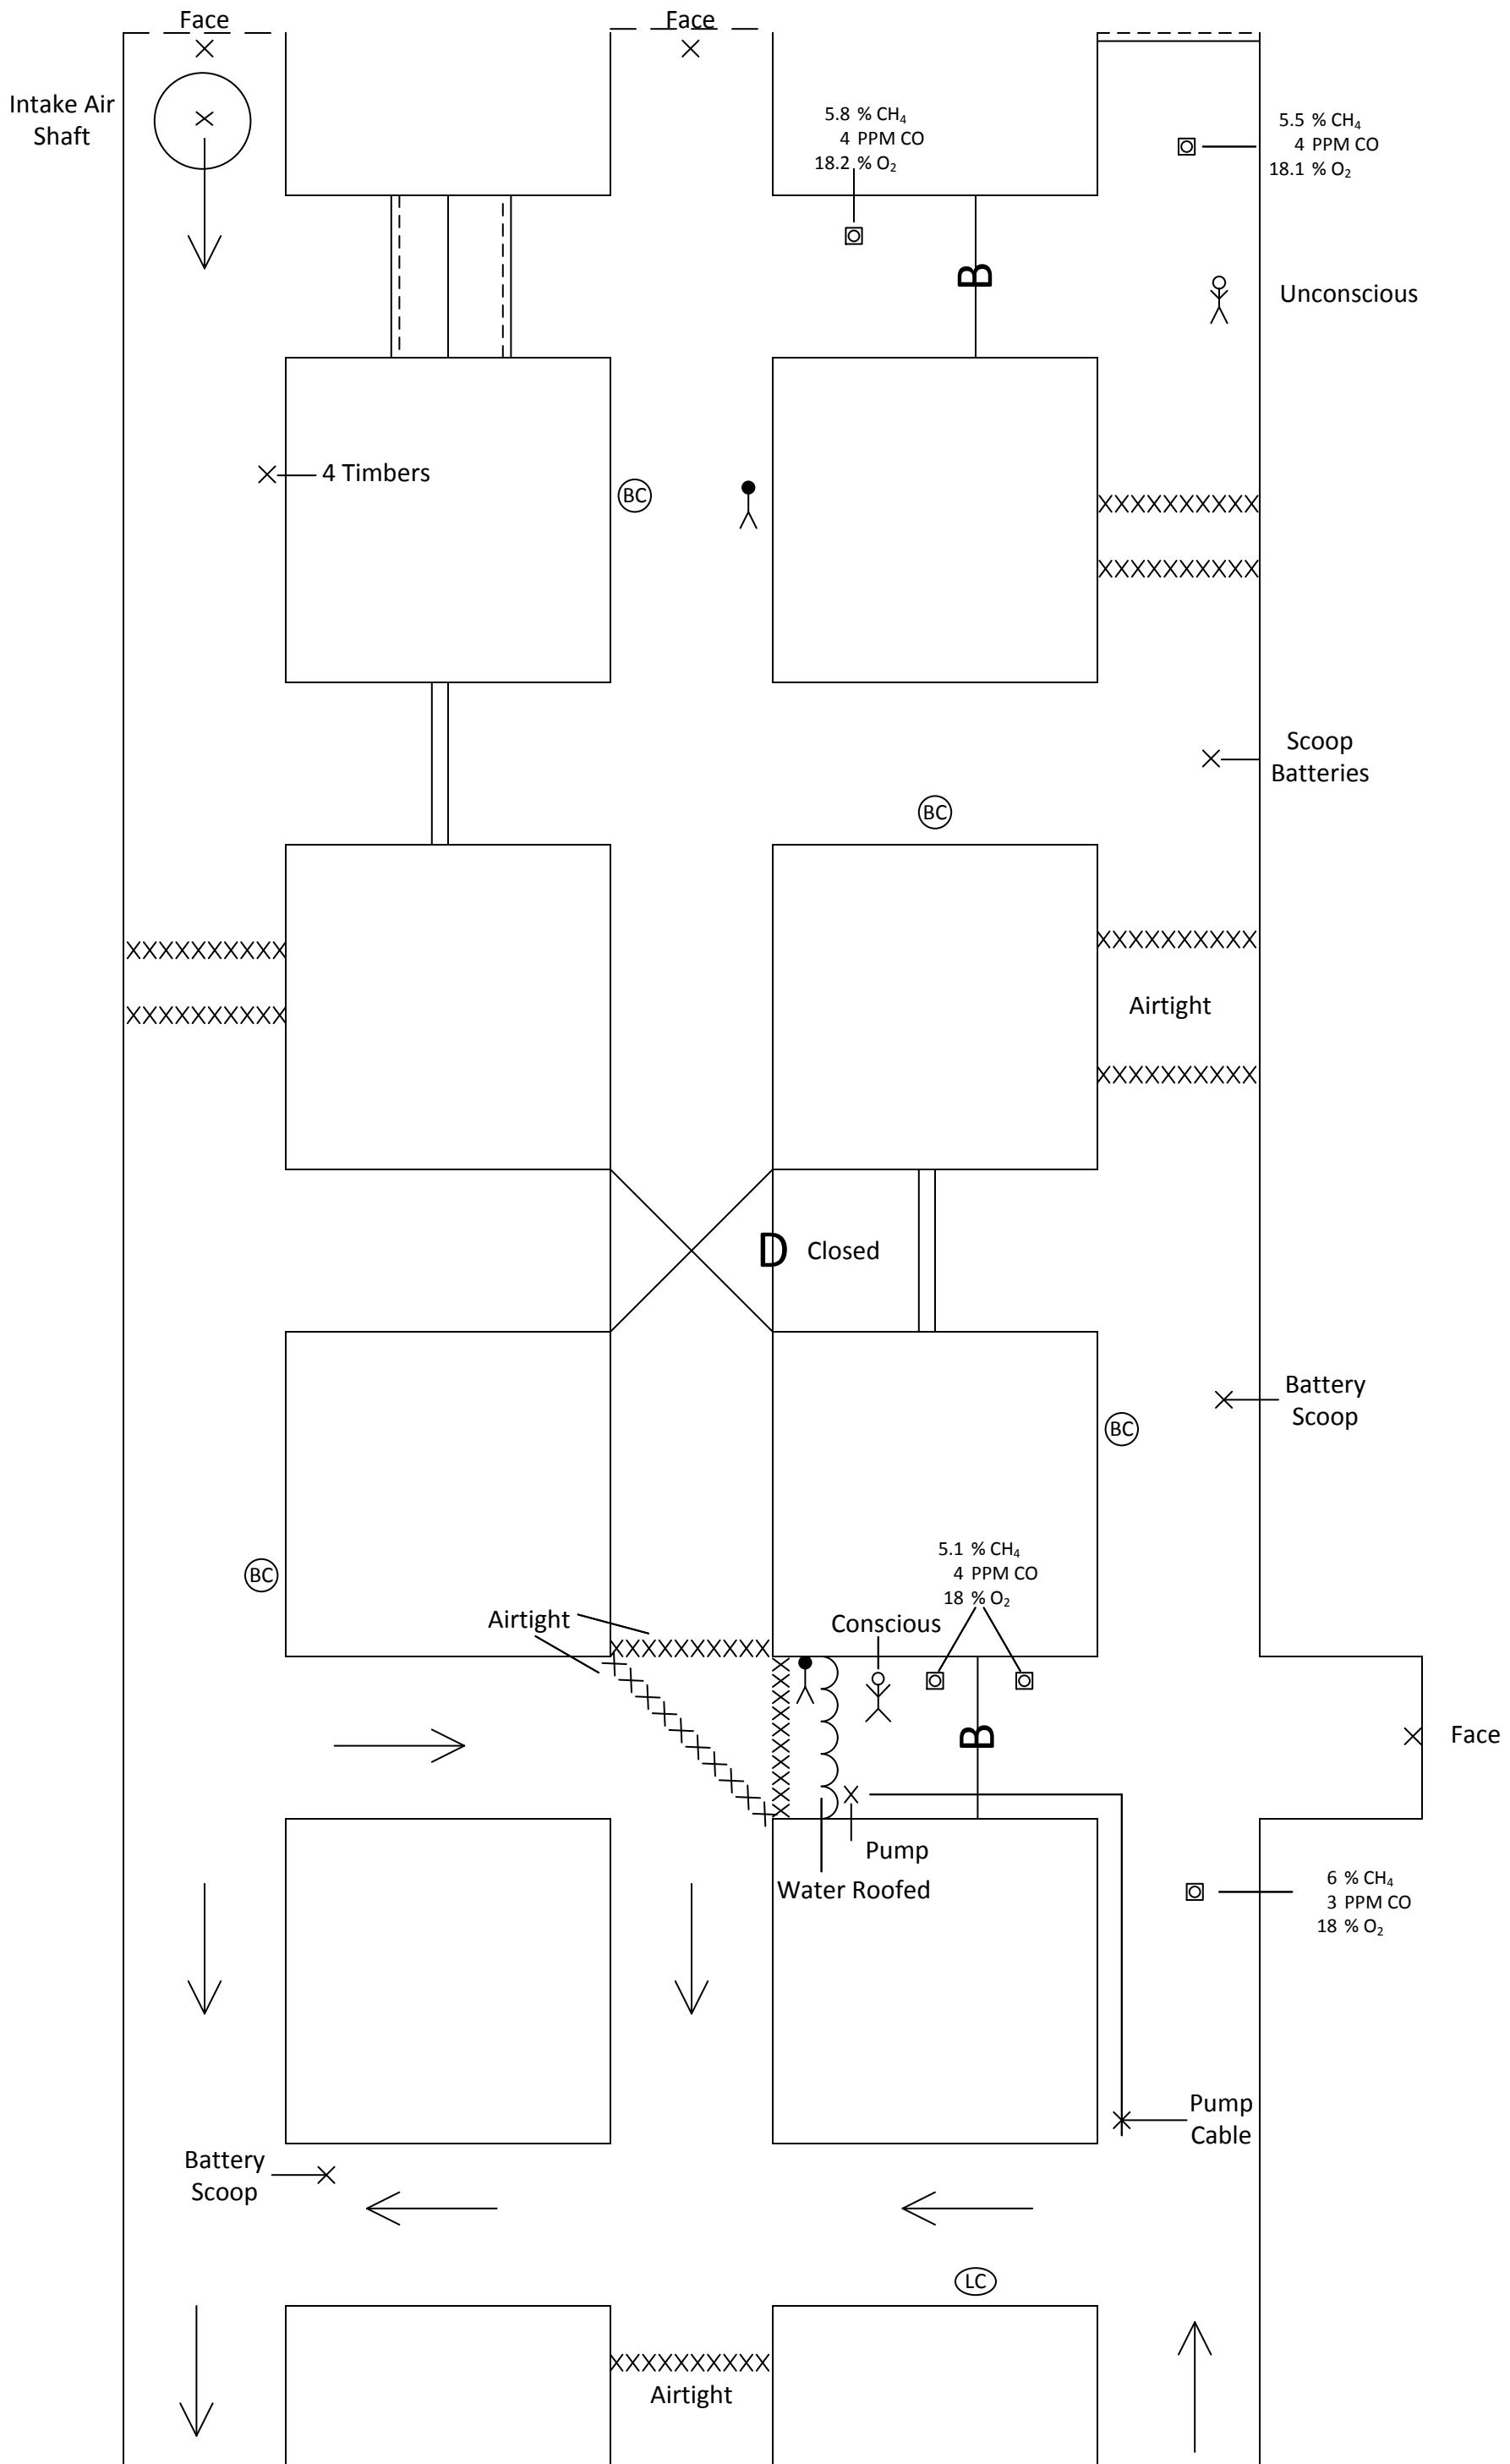 Face
Face
Intake Air
Shaft
5.8 % CH₄
4 PPM CO
18.2 % O₂
5.5 % CH₄
4 PPM CO
18.1 % O₂
B
Unconscious
4 Timbers
BC
Scoop
Batteries
BC
Airtight
D Closed
Battery
Scoop
BC
5.1 % CH₄
4 PPM CO
18 % O₂
BC
Airtight
Conscious
B
Face
Pump
Water Roofed
6 % CH₄
3 PPM CO
18 % O₂
Pump
Cable
Battery
Scoop
LC
Airtight